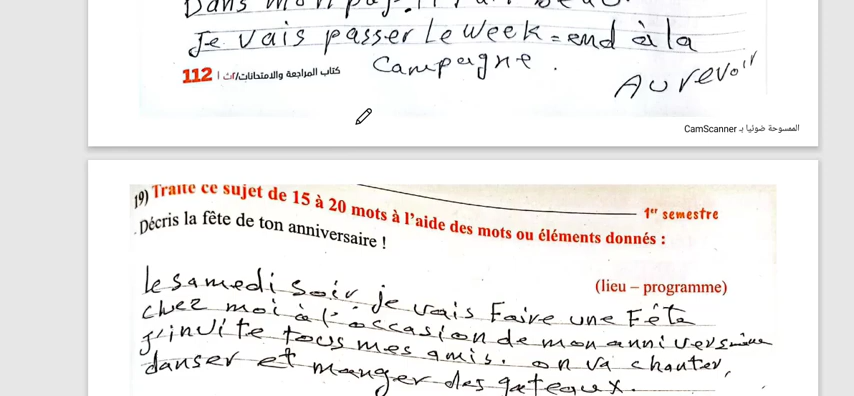 Je vais passer Le week-end à la
campagne.
Au revoir
112 كتاب المراجعة والامتحانات/اث١
الممسوحة ضوئيا بـ CamScanner
19) Traite ce sujet de 15 à 20 mots à l'aide des mots ou éléments donnés :
1er semestre
Décris la fête de ton anniversaire !
(lieu – programme)
le samedi soir, je vais Faire une Fête
chez moi à l'occasion de mon anniversaire
j'invite tous mes amis. on va chanter,
danser et manger des gateaux.